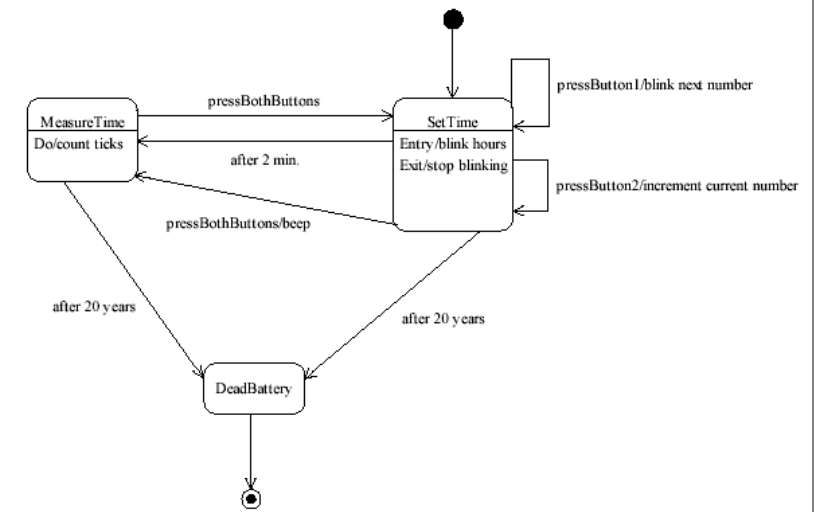 pressButton1/blink next number
pressBothButtons
MeasureTime
SetTime
Do/count ticks
Entry/blink hours
after 2 min.
Exit/stop blinking
pressButton2/increment current number
pressBothButtons/beep
after 20 years
after 20 years
DeadBattery